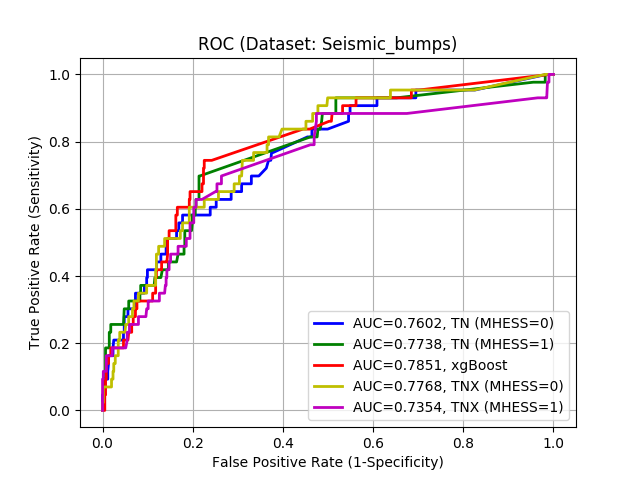 ROC (Dataset: Seismic_bumps)
True Positive Rate (Sensitivity)
1.0
0.8
0.6
0.4
0.2
0.0
AUC=0.7602, TN (MHESS=0)
AUC=0.7738, TN (MHESS=1)
AUC=0.7851, xgBoost
AUC=0.7768, TNX (MHESS=0)
AUC=0.7354, TNX (MHESS=1)
0.0 0.2 0.4 0.6 0.8 1.0
False Positive Rate (1-Specificity)